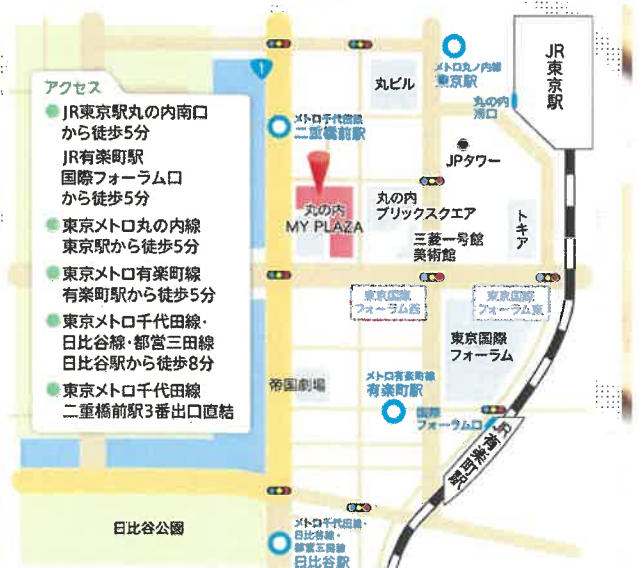 アクセス
JR東京駅丸の内南口
から徒歩5分
JR有楽町駅
国際フォーラム口
から徒歩5分
東京メトロ丸の内線
東京駅から徒歩5分
東京メトロ有楽町線
有楽町駅から徒歩5分
東京メトロ千代田線・
日比谷線・都営三田線
日比谷駅から徒歩8分
東京メトロ千代田線
二重橋前駅3番出口直結
1
丸ビル
メトロ丸ノ内線
東京駅
JR東京駅
丸の内
南口
メトロ千代田線
二重橋前駅
JPタワー
丸の内
MY PLAZA
丸の内
ブリックスクエア
三菱一号館
美術館
トキア
東京国際
フォーラム西
東京国際
フォーラム東
東京国際
フォーラム
帝国劇場
メトロ有楽町線
有楽町駅
国際
フォーラム口
JR有楽町駅
日比谷公園
メトロ千代田線・
日比谷線・
都営三田線
日比谷駅